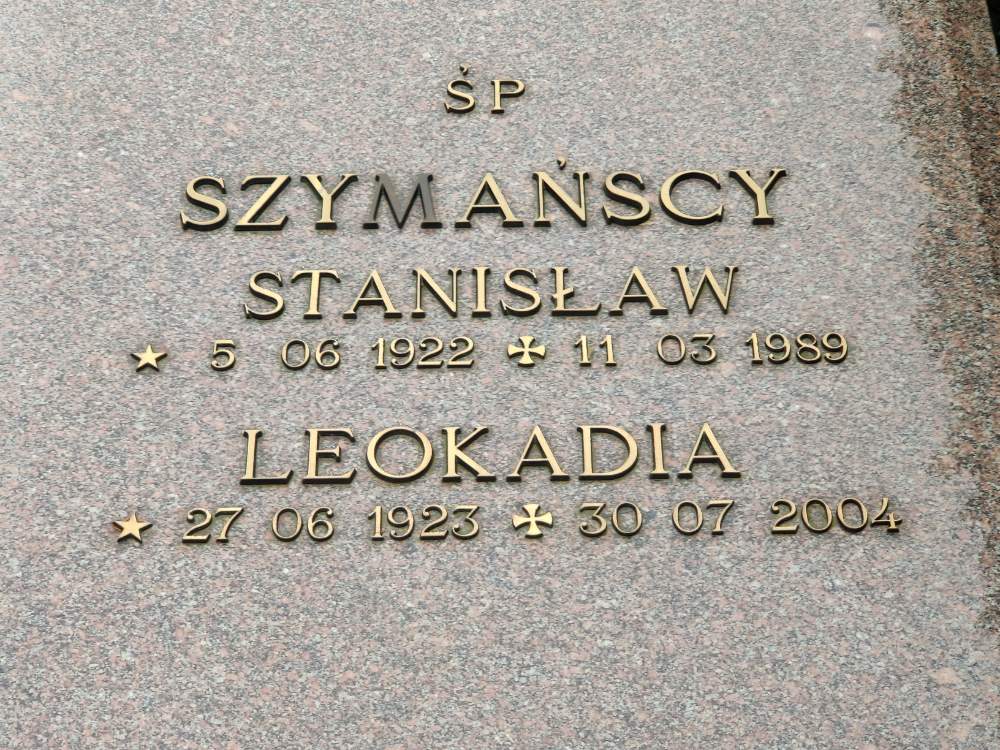 ŚP
SZYMAŃSCY
STANISŁAW
★ 5 06 1922 ✠ 11 03 1989
LEOKADIA
★ 27 06 1923 ✠ 30 07 2004